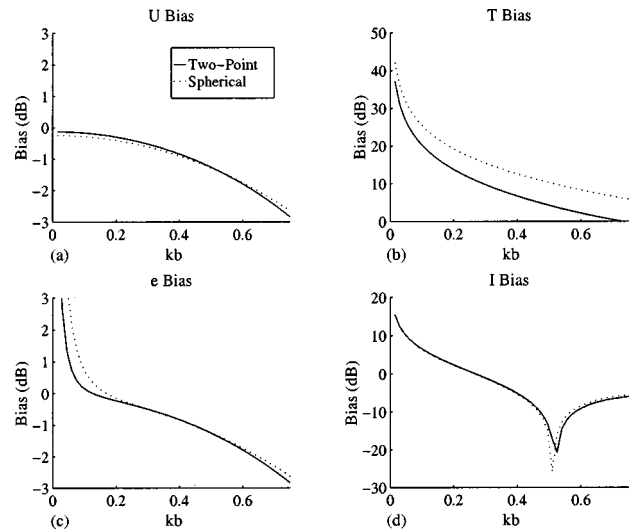 U Bias
3
2
1
0
−1
−2
−3
Bias (dB)
Two−Point
Spherical
0
0.2
0.4
0.6
kb
(a)
T Bias
50
40
30
20
10
0
Bias (dB)
0
0.2
0.4
0.6
kb
(b)
e Bias
3
2
1
0
−1
−2
−3
Bias (dB)
0
0.2
0.4
0.6
kb
(c)
I Bias
20
10
0
−10
−20
−30
Bias (dB)
0
0.2
0.4
0.6
kb
(d)